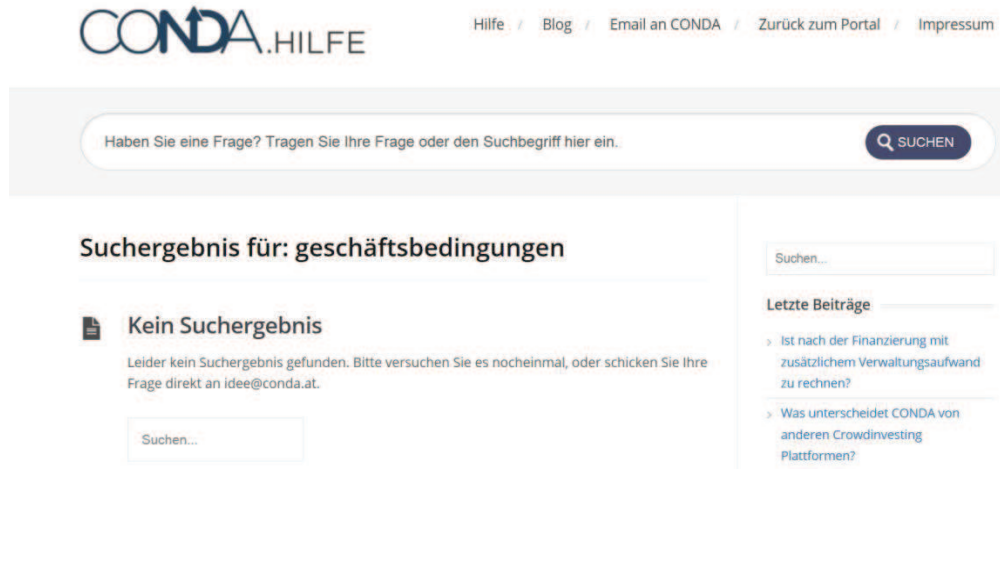 CONDA.HILFE
Hilfe / Blog / Email an CONDA / Zurück zum Portal / Impressum
Haben Sie eine Frage? Tragen Sie Ihre Frage oder den Suchbegriff hier ein.
SUCHEN
Suchergebnis für: geschäftsbedingungen
Kein Suchergebnis
Leider kein Suchergebnis gefunden. Bitte versuchen Sie es nocheinmal, oder schicken Sie Ihre
Frage direkt an idee@conda.at.
Suchen...
Suchen...
Letzte Beiträge
› Ist nach der Finanzierung mit
zusätzlichem Verwaltungsaufwand
zu rechnen?
› Was unterscheidet CONDA von
anderen Crowdinvesting
Plattformen?